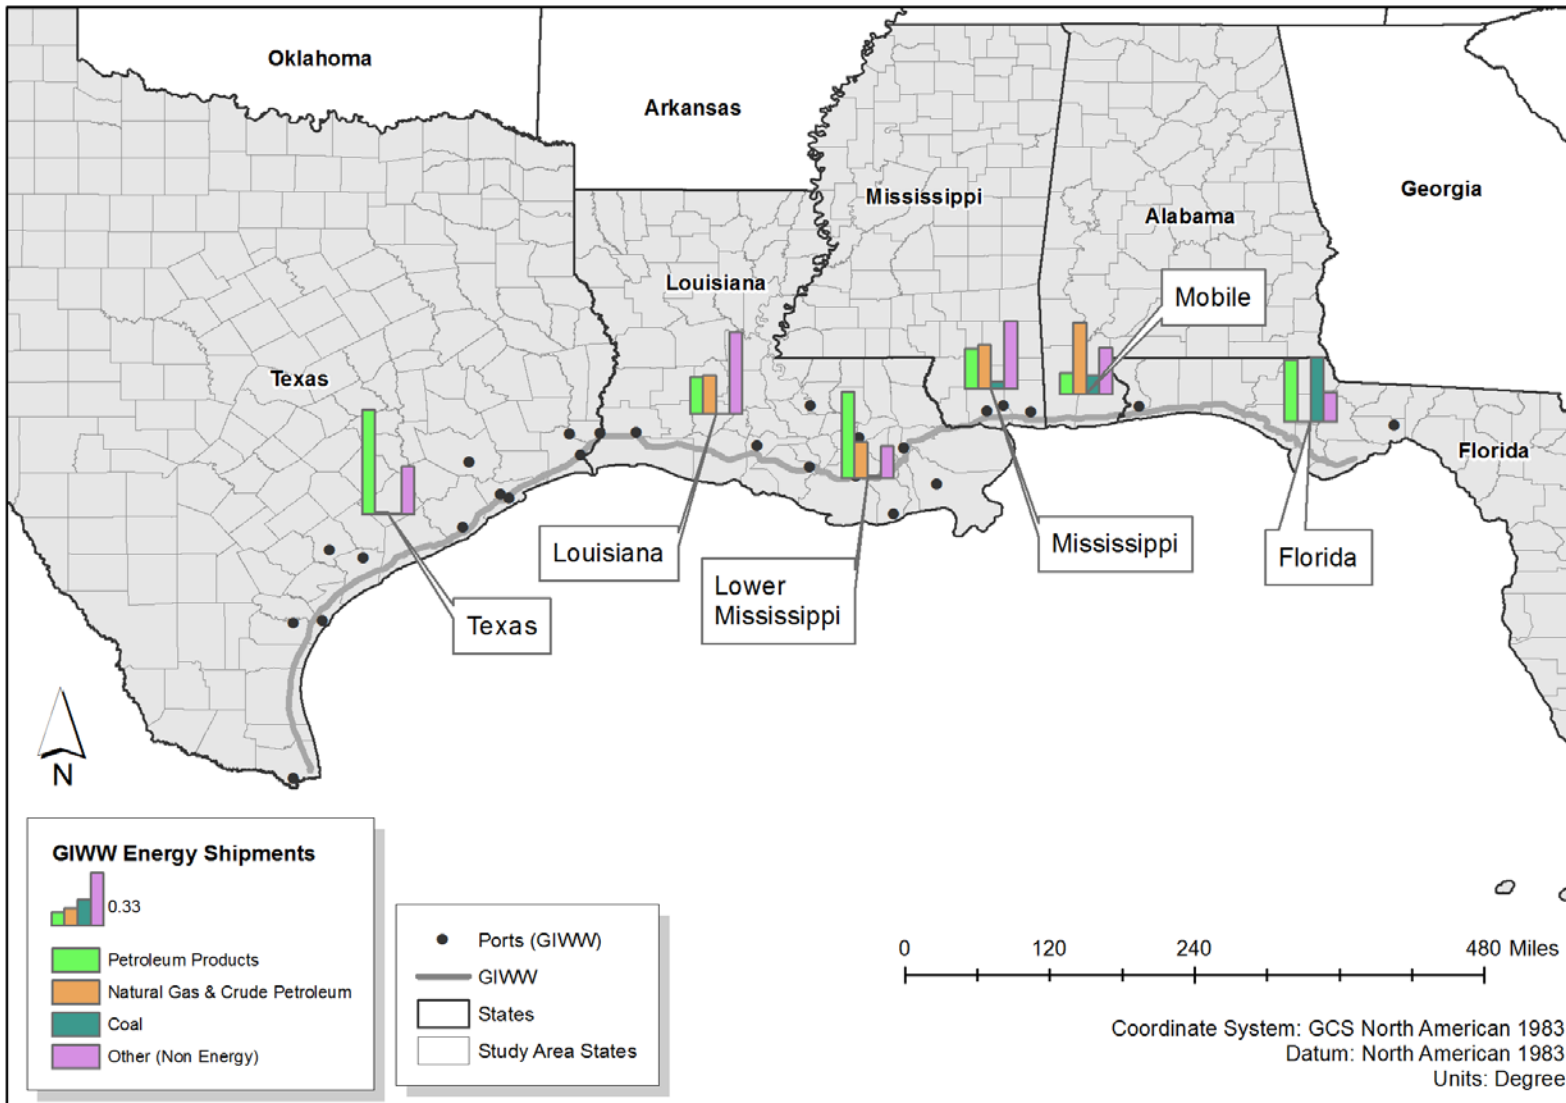 Oklahoma
Arkansas
Mississippi
Georgia
Alabama
Louisiana
Mobile
Texas
Florida
Louisiana
Mississippi
Florida
Lower
Mississippi
Texas
N
GIWW Energy Shipments
0.33
Petroleum Products
Natural Gas & Crude Petroleum
Coal
Other (Non Energy)
Ports (GIWW)
GIWW
States
Study Area States
0 120 240 480 Miles
Coordinate System: GCS North American 1983
Datum: North American 1983
Units: Degree